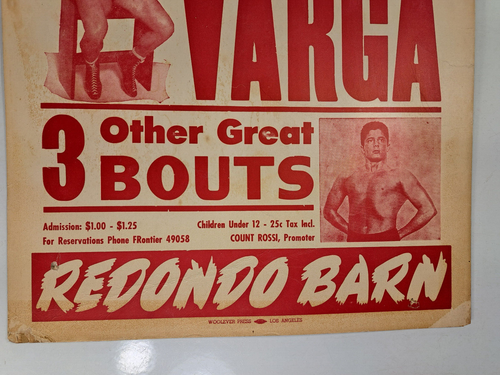 VARGA
3 Other Great
BOUTS
Admission: $1.00 - $1.25
Children Under 12 - 25c Tax Incl.
For Reservations Phone FRontier 49058
COUNT ROSSI, Promoter
REDONDO BARN
WOOLEVER PRESS LOS ANGELES